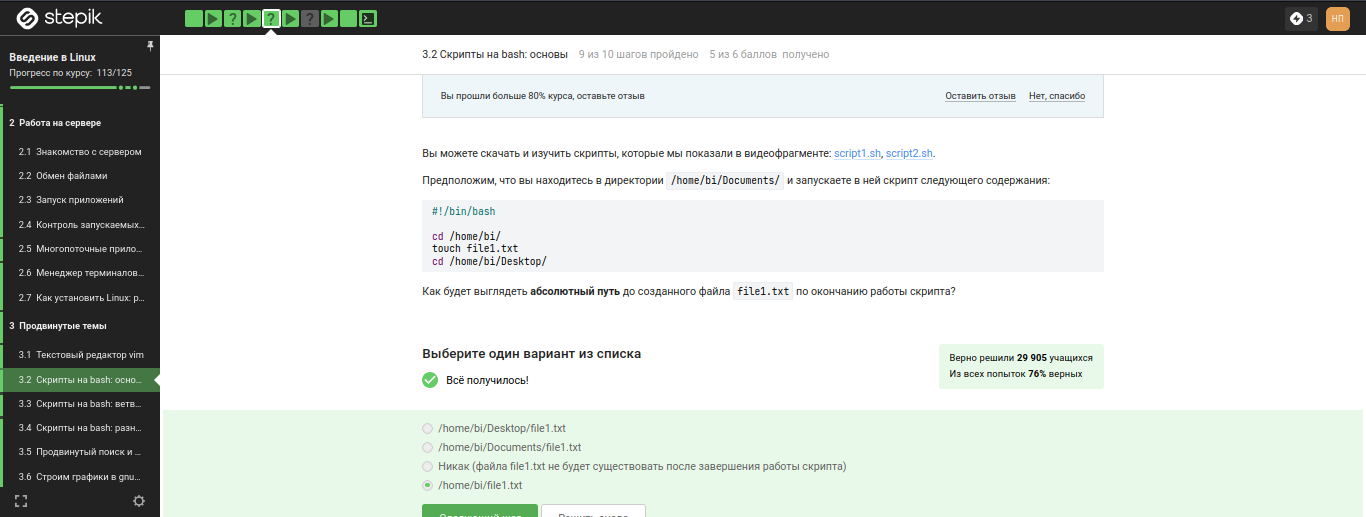 stepik
3
НП
Введение в Linux
Прогресс по курсу: 113/125
2 Работа на сервере
2.1 Знакомство с сервером
2.2 Обмен файлами
2.3 Запуск приложений
2.4 Контроль запускаемых...
2.5 Многопоточные прило...
2.6 Менеджер терминалов...
2.7 Как установить Linux: р...
3 Продвинутые темы
3.1 Текстовый редактор vim
3.2 Скрипты на bash: осно...
3.3 Скрипты на bash: ветв...
3.4 Скрипты на bash: разн...
3.5 Продвинутый поиск и ...
3.6 Строим графики в gnu...
3.2 Скрипты на bash: основы 9 из 10 шагов пройдено 5 из 6 баллов получено
Вы прошли больше 80% курса, оставьте отзыв Оставить отзыв Нет, спасибо
Вы можете скачать и изучить скрипты, которые мы показали в видеофрагменте: script1.sh, script2.sh.
Предположим, что вы находитесь в директории /home/bi/Documents/ и запускаете в ней скрипт следующего содержания:
#!/bin/bash
cd /home/bi/
touch file1.txt
cd /home/bi/Desktop/
Как будет выглядеть абсолютный путь до созданного файла file1.txt по окончанию работы скрипта?
Выберите один вариант из списка
Всё получилось!
Верно решили 29 905 учащихся
Из всех попыток 76% верных
/home/bi/Desktop/file1.txt
/home/bi/Documents/file1.txt
Никак (файла file1.txt не будет существовать после завершения работы скрипта)
/home/bi/file1.txt